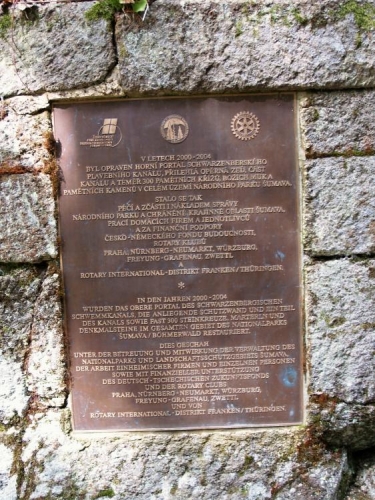 V LETECH 2000-2004
BYL OPRAVEN HORNÍ PORTÁL SCHWARZENBERSKÉHO
PLAVEBNÍHO KANÁLU, PŘILEHLÁ OPĚRNÁ ZEĎ, ČÁST
KANÁLU A TÉMĚŘ 300 PAMĚTNÍCH KŘÍŽŮ, BOŽÍCH MUK A
PAMĚTNÍCH KAMENŮ V CELÉM ÚZEMÍ NÁRODNÍHO PARKU ŠUMAVA.
STALO SE TAK
PÉČÍ A ZČÁSTI I NÁKLADEM SPRÁVY
NÁRODNÍHO PARKU A CHRÁNĚNÉ KRAJINNÉ OBLASTI ŠUMAVA,
PRACÍ DOMÁCÍCH FIREM A JEDNOTLIVCŮ
A ZA FINANČNÍ PODPORY
ČESKO-NĚMECKÉHO FONDU BUDOUCNOSTI,
ROTARY KLUBŮ
PRAHA, NÜRNBERG-NEUMARKT, WÜRZBURG,
FREYUNG-GRAFENAU, ZWETTL
A
ROTARY INTERNATIONAL-DISTRIKT FRANKEN/THÜRINGEN.
*
IN DEN JAHREN 2000-2004
WURDEN DAS OBERE PORTAL DES SCHWARZENBERGISCHEN
SCHWEMMKANALS, DIE ANLIEGENDE SCHUTZWAND UND EIN TEIL
DES KANALS SOWIE FAST 300 STEINKREUZE, MARTERLN UND
DENKMALSTEINE IM GESAMTEN GEBIET DES NATIONALPARKS
ŠUMAVA/BÖHMERWALD RESTAURIERT.
DIES GESCHAH
UNTER DER BETREUUNG UND MITWIRKUNG DER VERWALTUNG DES
NATIONALPARKS UND LANDSCHAFTSSCHUTZGEBIETS ŠUMAVA,
DER ARBEIT EINHEIMISCHER FIRMEN UND EINZELNEN PERSONEN
SOWIE MIT FINANZIELLER UNTERSTÜTZUNG
DES DEUTSCH-TSCHECHISCHEN ZUKUNFTSFONDS
UND DER ROTARY CLUBS
PRAHA, NÜRNBERG-NEUMARKT, WÜRZBURG,
FREYUNG-GRAFENAU, ZWETTL
UND VON
ROTARY INTERNATIONAL-DISTRIKT FRANKEN/THÜRINGEN.